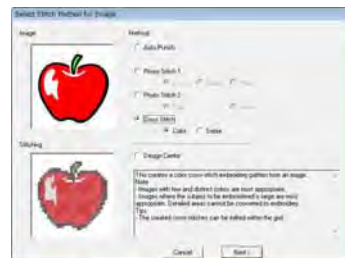 Select Stitch Method for Image
Image
Method
Auto Punch
Photo Stitch 1
Photo Stitch 2
Cross Stitch
Color
Sepia
Stitching
Design Center
This creates a color cross-stitch embroidery pattern from an image.
Note
- Images with few and distinct colors are most appropriate.
- Images where the subject to be embroidered is large are most
appropriate. Detailed areas cannot be converted to embroidery.
Tips
- The created cross-stitches can be edited within the grid.
Cancel
Next >